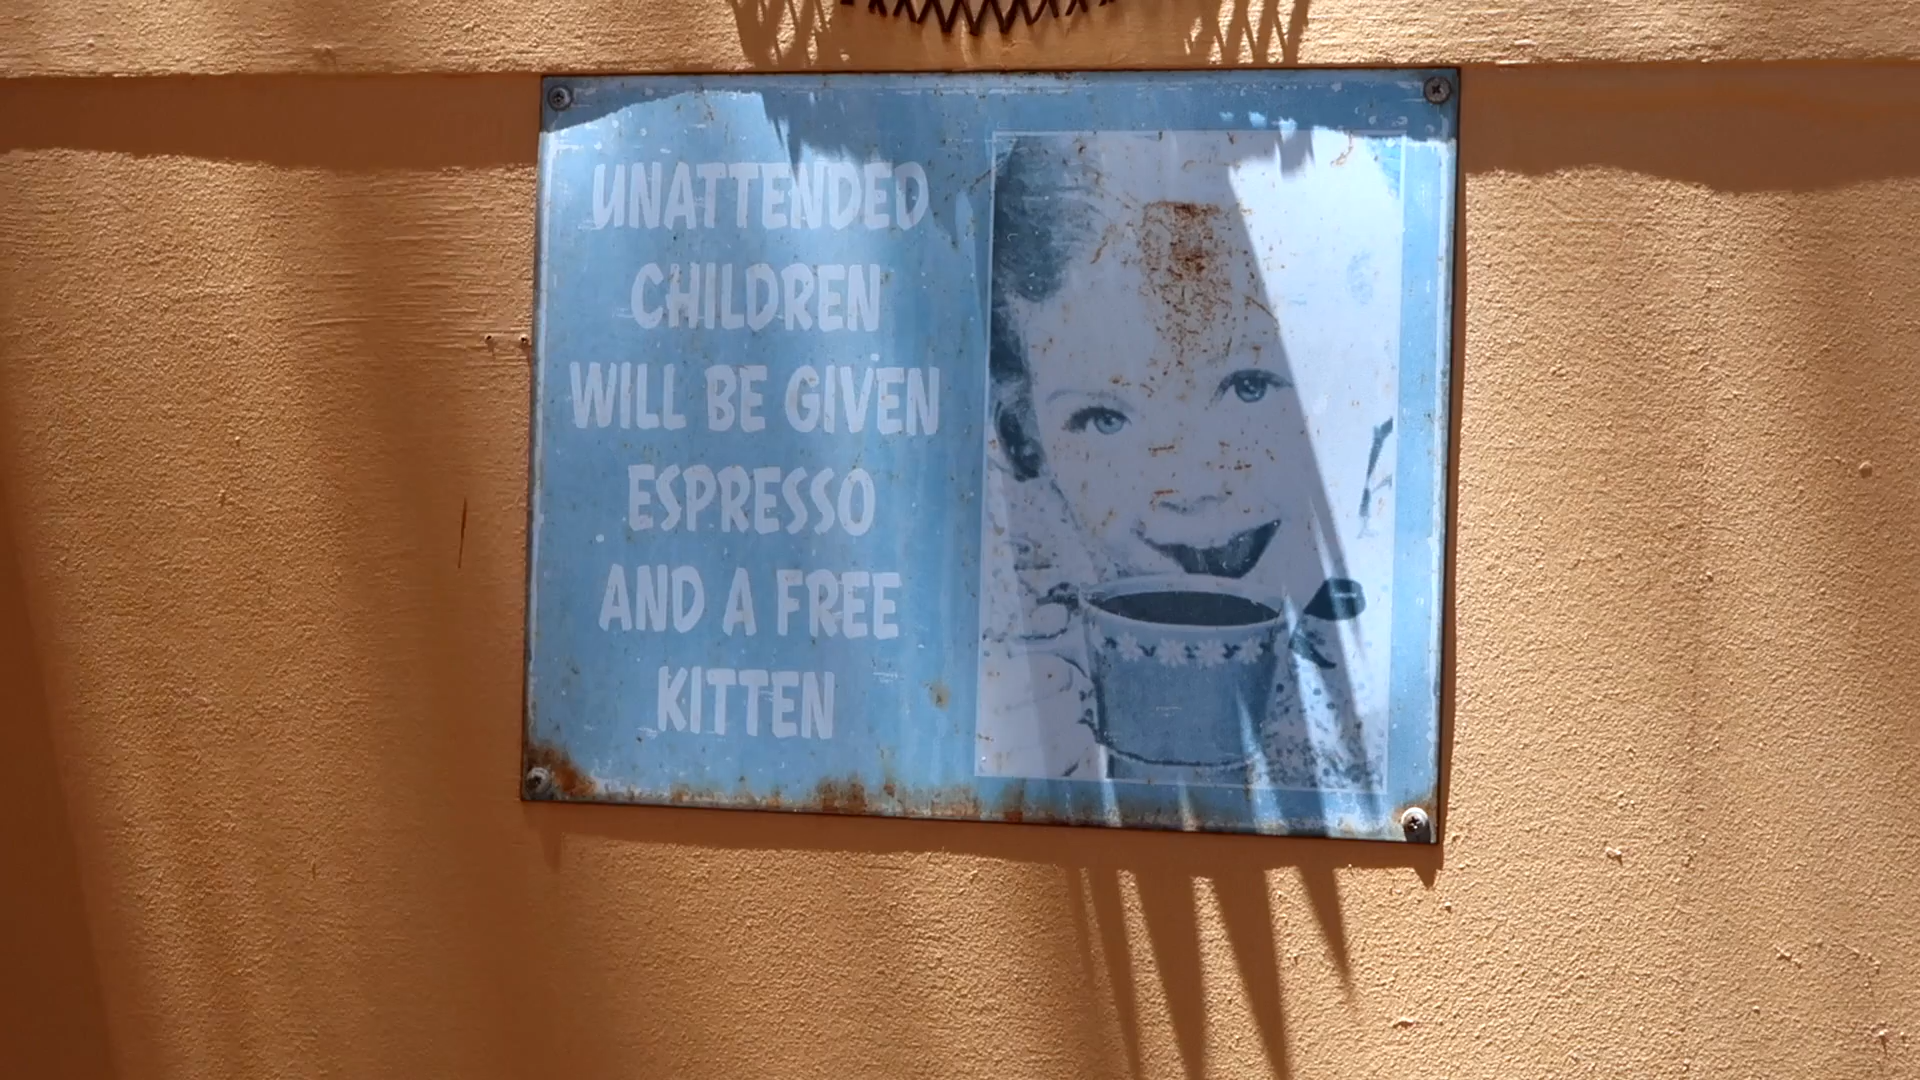 UNATTENDED
CHILDREN
WILL BE GIVEN
ESPRESSO
AND A FREE
KITTEN